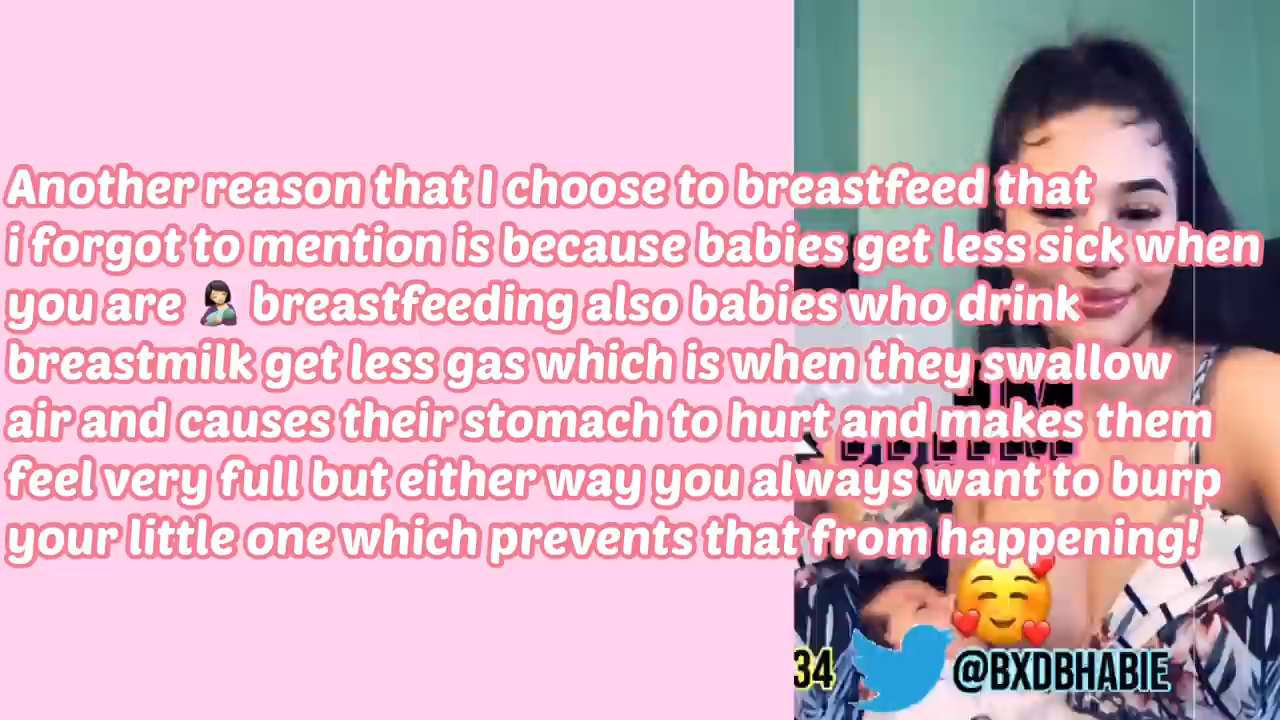 Another reason that I choose to breastfeed that
i forgot to mention is because babies get less sick when
you are 🤱🏻 breastfeeding also babies who drink
breastmilk get less gas which is when they swallow
air and causes their stomach to hurt and makes them
feel very full but either way you always want to burp
your little one which prevents that from happening!
34 @BXDBHABIE